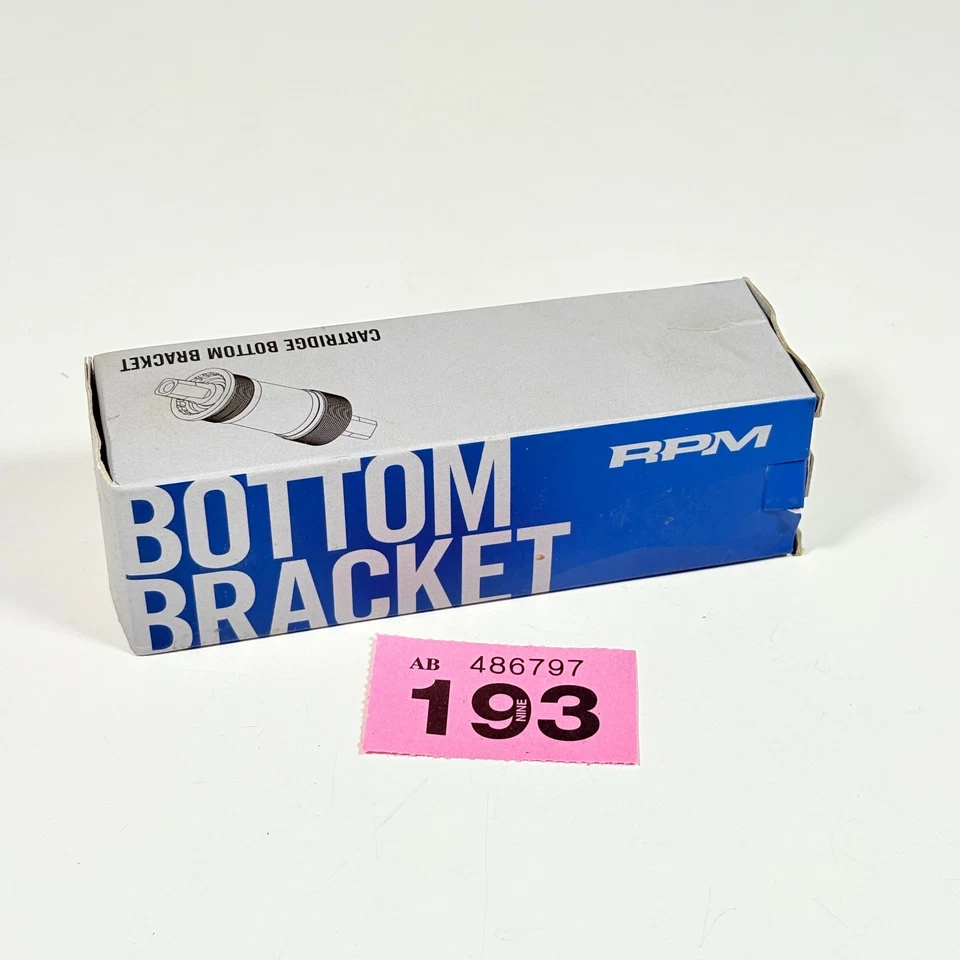 CARTRIDGE BOTTOM BRACKET
BOTTOM
BRACKET
RPM
AB 486797
193
NINE